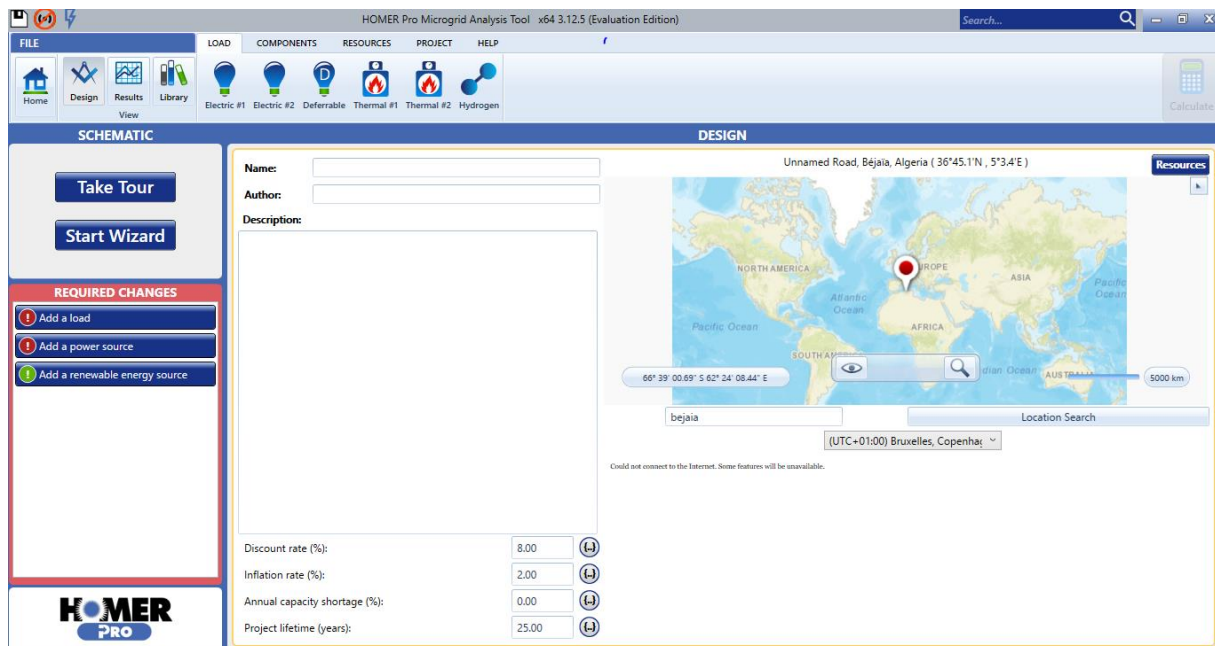 HOMER Pro Microgrid Analysis Tool x64 3.12.5 (Evaluation Edition)
Search...
FILE
LOAD COMPONENTS RESOURCES PROJECT HELP
Home
Design
Results
Library
View
Electric #1
Electric #2
D
Deferrable
Thermal #1
Thermal #2
Hydrogen
Calculate
SCHEMATIC
DESIGN
Take Tour
Start Wizard
REQUIRED CHANGES
Add a load
Add a power source
Add a renewable energy source
HOMER
PRO
Name:
Author:
Description:
Discount rate (%): 8.00 {..}
Inflation rate (%): 2.00 {..}
Annual capacity shortage (%): 0.00 {..}
Project lifetime (years): 25.00 {..}
Unnamed Road, Béjaïa, Algeria ( 36°45.1'N , 5°3.4'E )
Resources
NORTH AMERICA
EUROPE
ASIA
Atlantic
Ocean
Pacific
Ocean
Pacific Ocean
AFRICA
66° 39' 00.69" S 62° 24' 08.44" E
5000 km
bejaia
Location Search
(UTC+01:00) Bruxelles, Copenhag
Could not connect to the Internet. Some features will be unavailable.